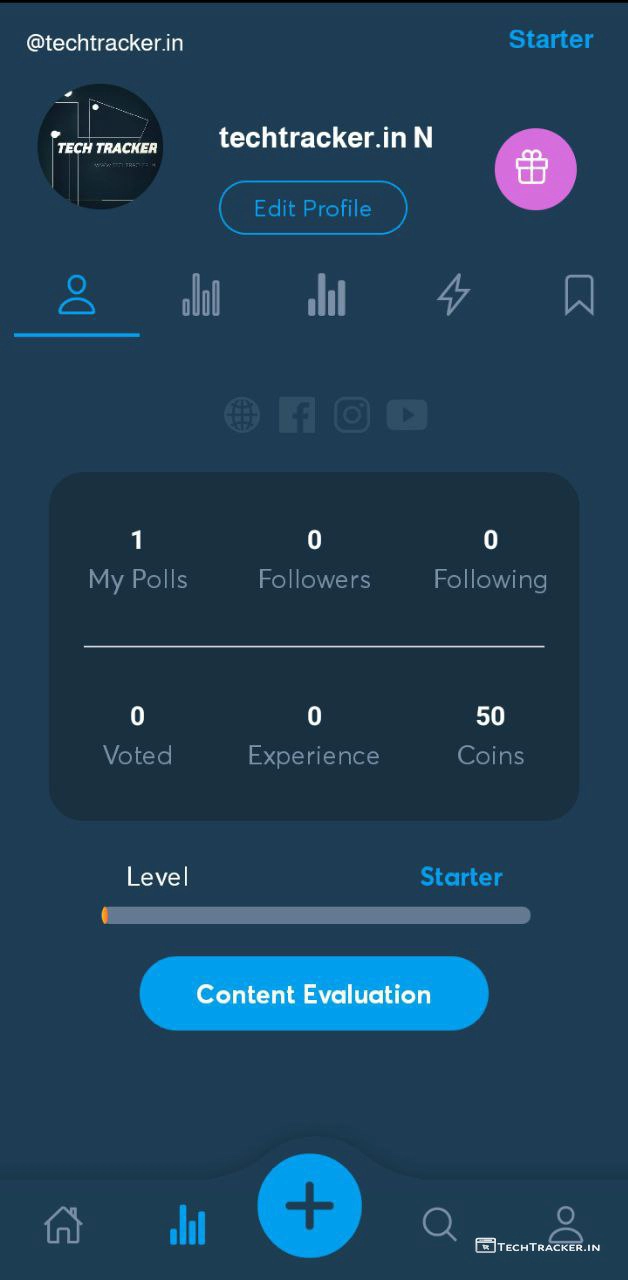 @techtracker.in
Starter
TECH TRACKER
techtracker.in N
Edit Profile
1 0 0
My Polls Followers Following
0 0 50
Voted Experience Coins
Level Starter
Content Evaluation
TECHTRACKER.IN